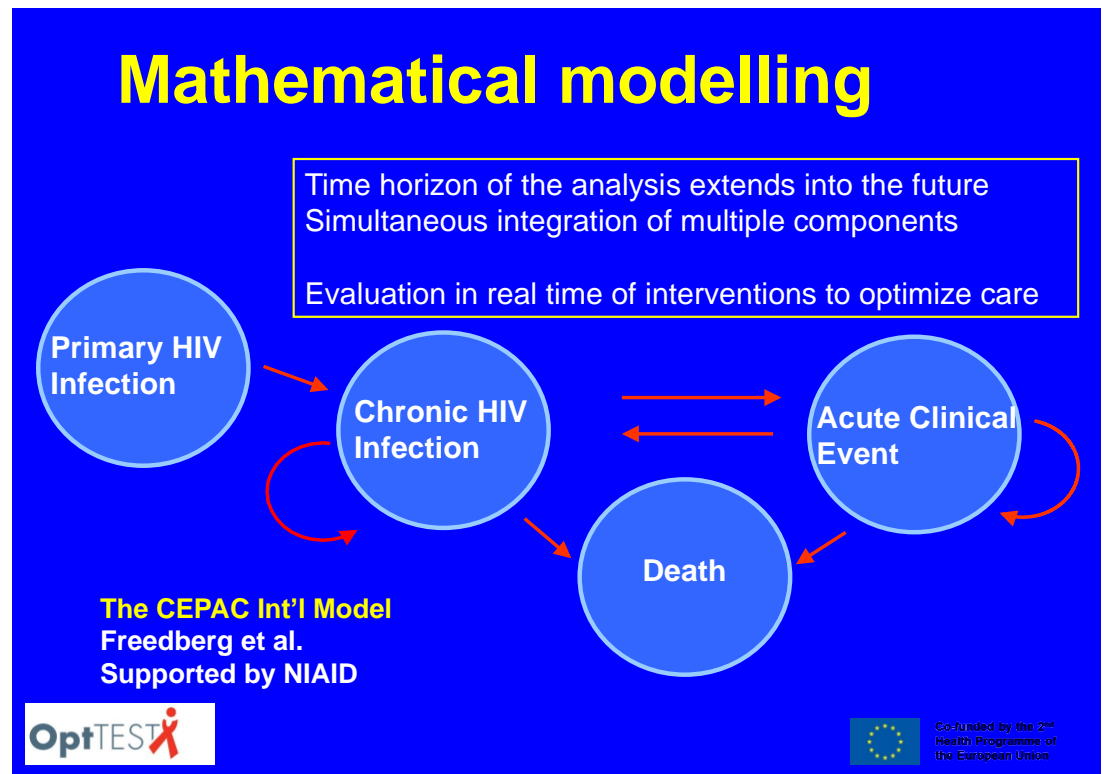 Mathematical modelling
Time horizon of the analysis extends into the future
Simultaneous integration of multiple components
Evaluation in real time of interventions to optimize care
Primary HIV
Infection
Chronic HIV
Infection
Acute Clinical
Event
Death
The CEPAC Int'l Model
Freedberg et al.
Supported by NIAID
OptTEST
Co-funded by the 2nd
Health Programme of
the European Union